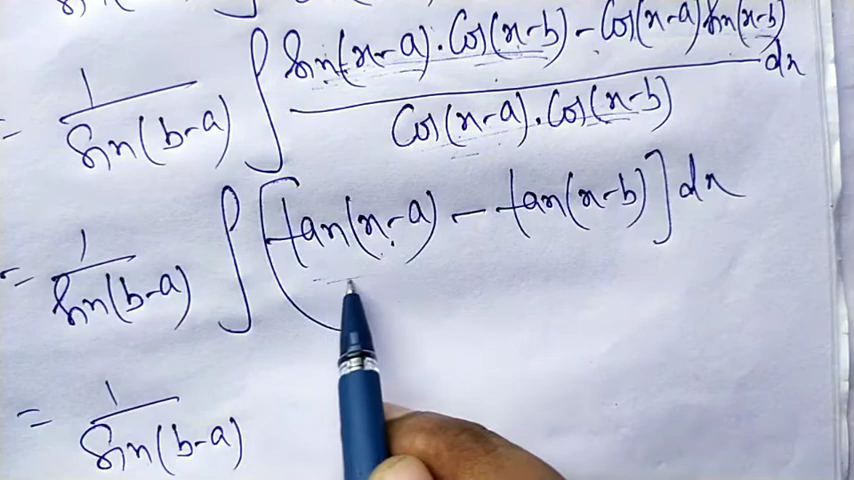 = 1/sin(b-a) ∫ sin(x-a).cos(x-b) - cos(x-a) sin(x-b)/cos(x-a).cos(x-b) dx
= 1/sin(b-a) ∫ [tan(x-a) - tan(x-b)] dx
= 1/sin(b-a)